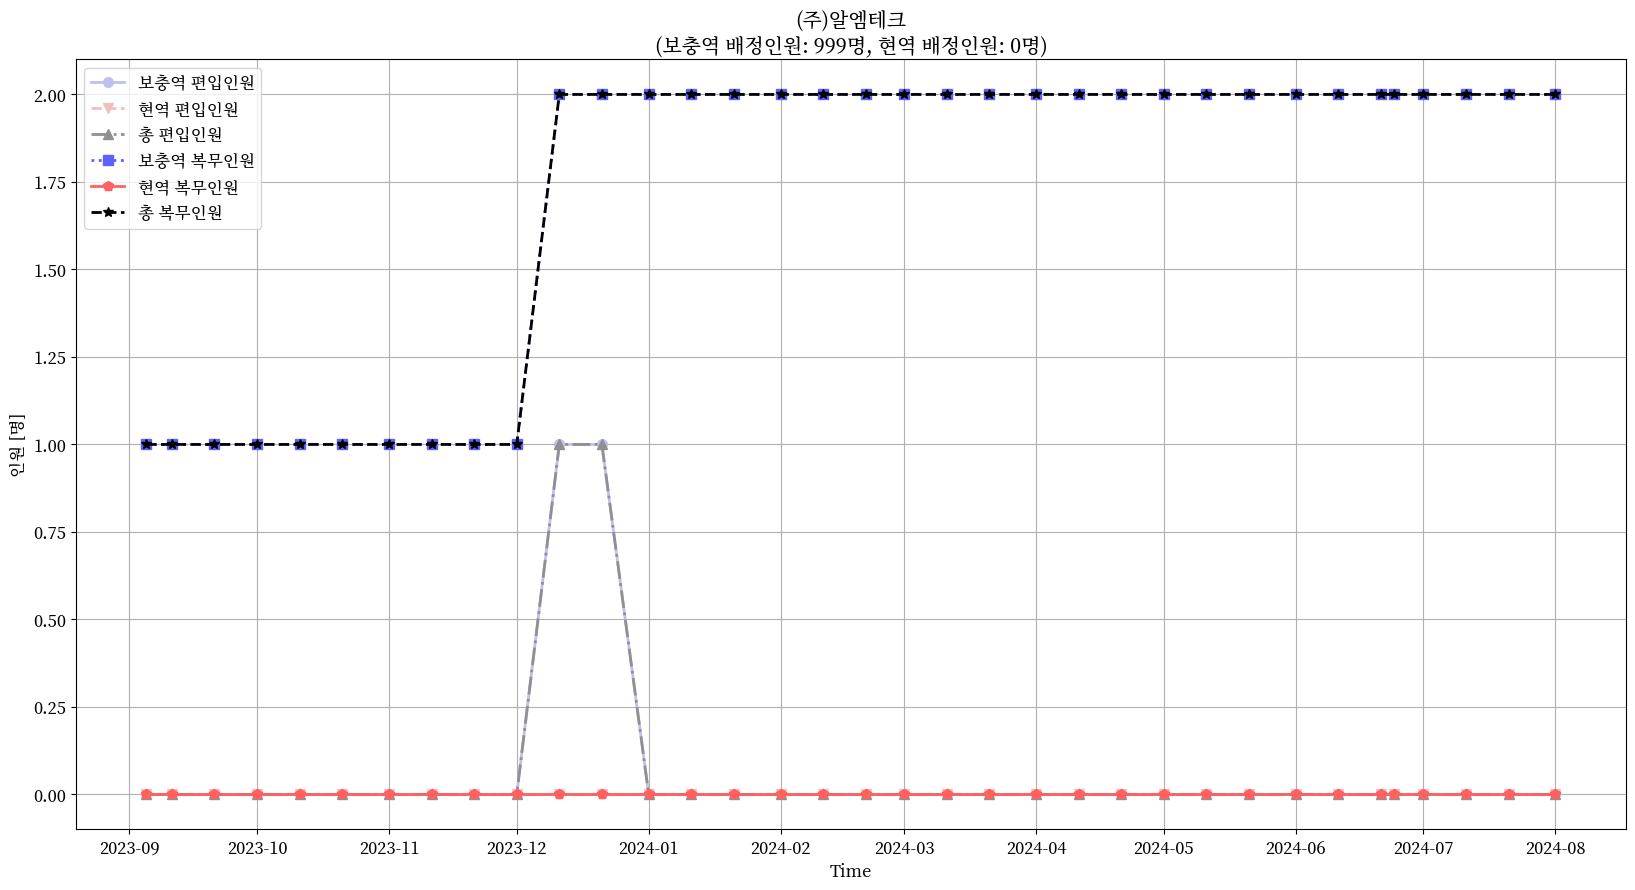 (주)알엠테크
(보충역 배정인원: 999명, 현역 배정인원: 0명)
보충역 편입인원
현역 편입인원
총 편입인원
보충역 복무인원
현역 복무인원
총 복무인원
2.00
1.75
1.50
1.25
1.00
0.75
0.50
0.25
0.00
인원 [명]
2023-09 2023-10 2023-11 2023-12 2024-01 2024-02 2024-03 2024-04 2024-05 2024-06 2024-07 2024-08
Time